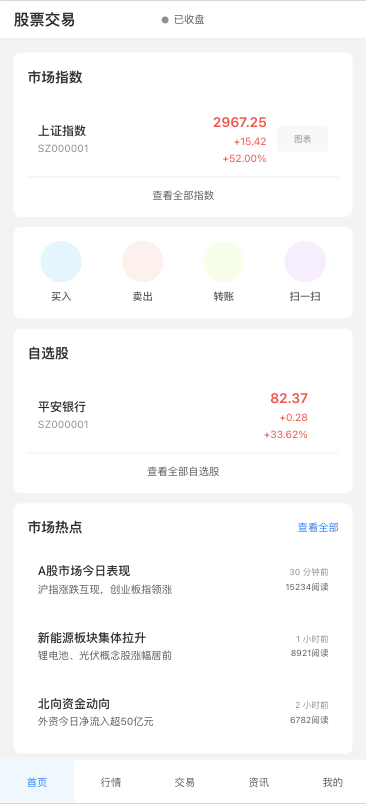 股票交易
已收盘
市场指数
上证指数
SZ000001
2967.25
+15.42
+52.00%
图表
查看全部指数
买入 卖出 转账 扫一扫
自选股
平安银行
SZ000001
82.37
+0.28
+33.62%
查看全部自选股
市场热点
查看全部
A股市场今日表现
沪指涨跌互现，创业板指领涨
30 分钟前
15234阅读
新能源板块集体拉升
锂电池、光伏概念股涨幅居前
1 小时前
8921阅读
北向资金动向
外资今日净流入超50亿元
2 小时前
6782阅读
首页 行情 交易 资讯 我的